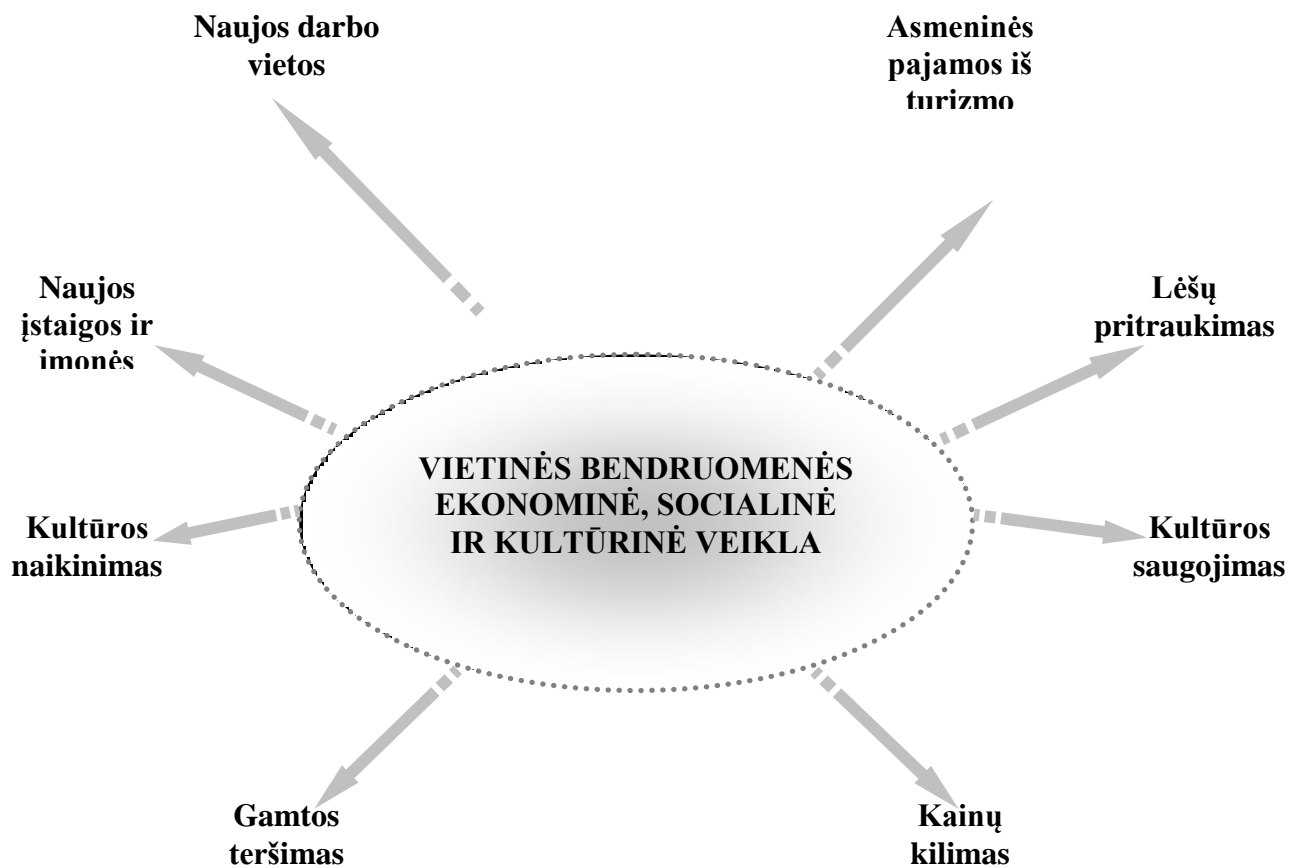 Naujos darbo
vietos
Asmeninės
pajamos iš
turizmo
Naujos
įstaigos ir
įmonės
Lėšų
pritraukimas
VIETINĖS BENDRUOMENĖS
EKONOMINĖ, SOCIALINĖ
IR KULTŪRINĖ VEIKLA
Kultūros
naikinimas
Kultūros
saugojimas
Gamtos
teršimas
Kainų
kilimas